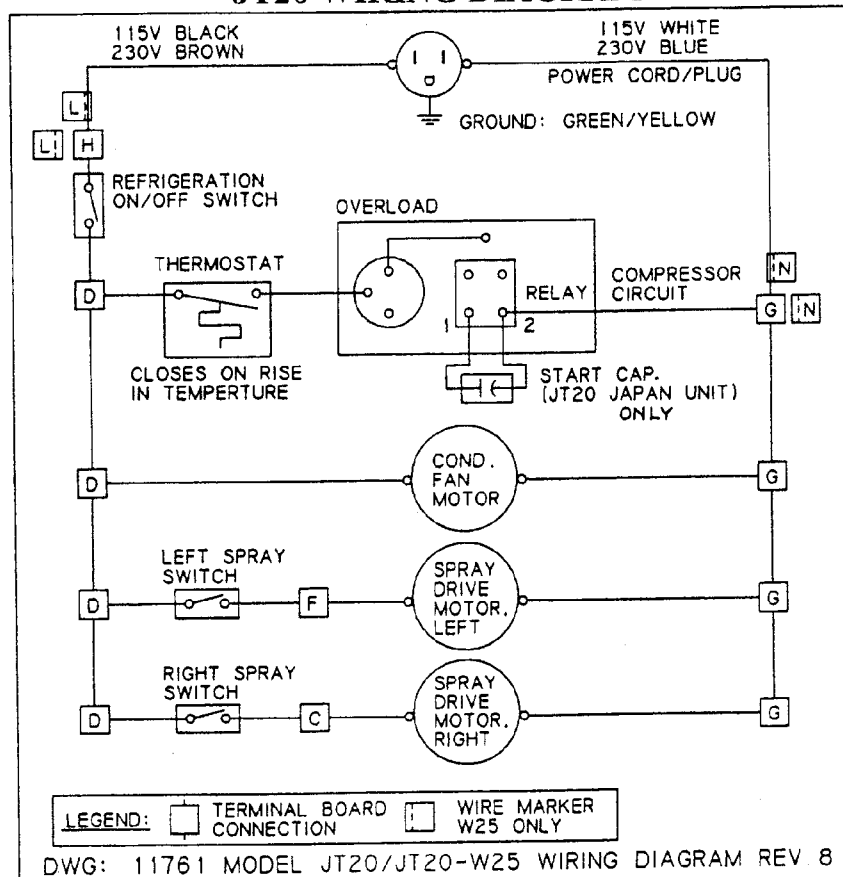 115V BLACK
230V BROWN
115V WHITE
230V BLUE
POWER CORD/PLUG
GROUND: GREEN/YELLOW
L
L
H
REFRIGERATION
ON/OFF SWITCH
OVERLOAD
THERMOSTAT
D
RELAY
1
2
COMPRESSOR
CIRCUIT
N
G
N
CLOSES ON RISE
IN TEMPERTURE
START CAP.
(JT20 JAPAN UNIT)
ONLY
D
COND.
FAN
MOTOR
G
LEFT SPRAY
SWITCH
D
F
SPRAY
DRIVE
MOTOR.
LEFT
G
RIGHT SPRAY
SWITCH
D
C
SPRAY
DRIVE
MOTOR.
RIGHT
G
LEGEND:
TERMINAL BOARD
CONNECTION
WIRE MARKER
W25 ONLY
DWG: 11761 MODEL JT20/JT20-W25 WIRING DIAGRAM REV 8